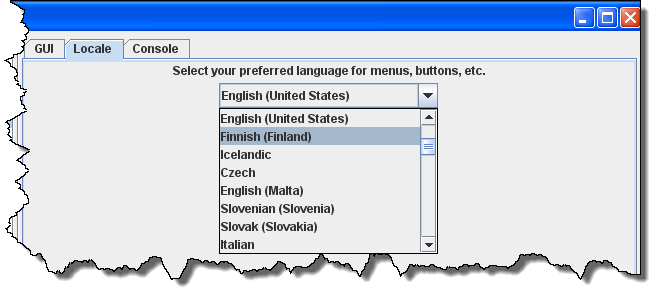 GUI Locale Console
Select your preferred language for menus, buttons, etc.
English (United States)
English (United States)
Finnish (Finland)
Icelandic
Czech
English (Malta)
Slovenian (Slovenia)
Slovak (Slovakia)
Italian